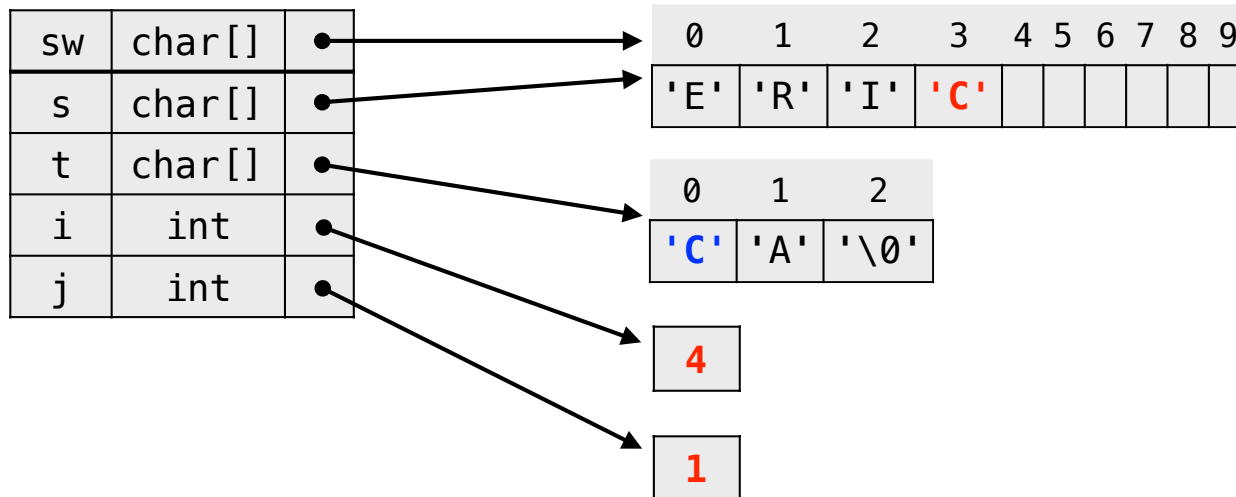 sw char[]
s char[]
t char[]
i int
j int
0 1 2 3 4 5 6 7 8 9
'E' 'R' 'I' 'C'
0 1 2
'C' 'A' '\0'
4
1